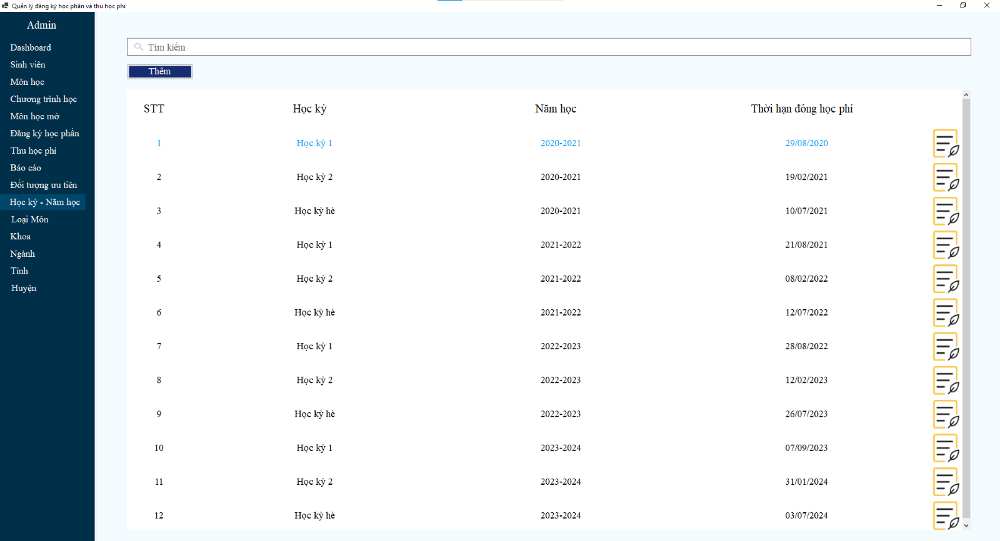 Quản lý đăng ký học phần và thu học phí
Admin
Dashboard
Sinh viên
Môn học
Chương trình học
Môn học mở
Đăng ký học phần
Thu học phí
Báo cáo
Đối tượng ưu tiên
Học kỳ - Năm học
Loại Môn
Khoa
Ngành
Tỉnh
Huyện
Tìm kiếm
Thêm
STT Học kỳ Năm học Thời hạn đóng học phí
1 Học kỳ 1 2020-2021 29/08/2020
2 Học kỳ 2 2020-2021 19/02/2021
3 Học kỳ hè 2020-2021 10/07/2021
4 Học kỳ 1 2021-2022 21/08/2021
5 Học kỳ 2 2021-2022 08/02/2022
6 Học kỳ hè 2021-2022 12/07/2022
7 Học kỳ 1 2022-2023 28/08/2022
8 Học kỳ 2 2022-2023 12/02/2023
9 Học kỳ hè 2022-2023 26/07/2023
10 Học kỳ 1 2023-2024 07/09/2023
11 Học kỳ 2 2023-2024 31/01/2024
12 Học kỳ hè 2023-2024 03/07/2024